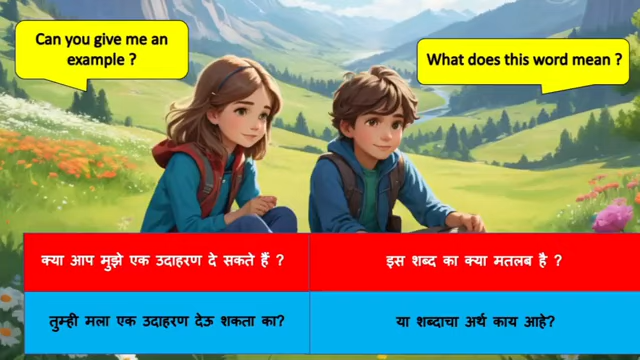 Can you give me an
example ?
What does this word mean ?
क्या आप मुझे एक उदाहरण दे सकते हैं ?
इस शब्द का क्या मतलब है ?
तुम्ही मला एक उदाहरण देऊ शकता का?
या शब्दाचा अर्थ काय आहे?